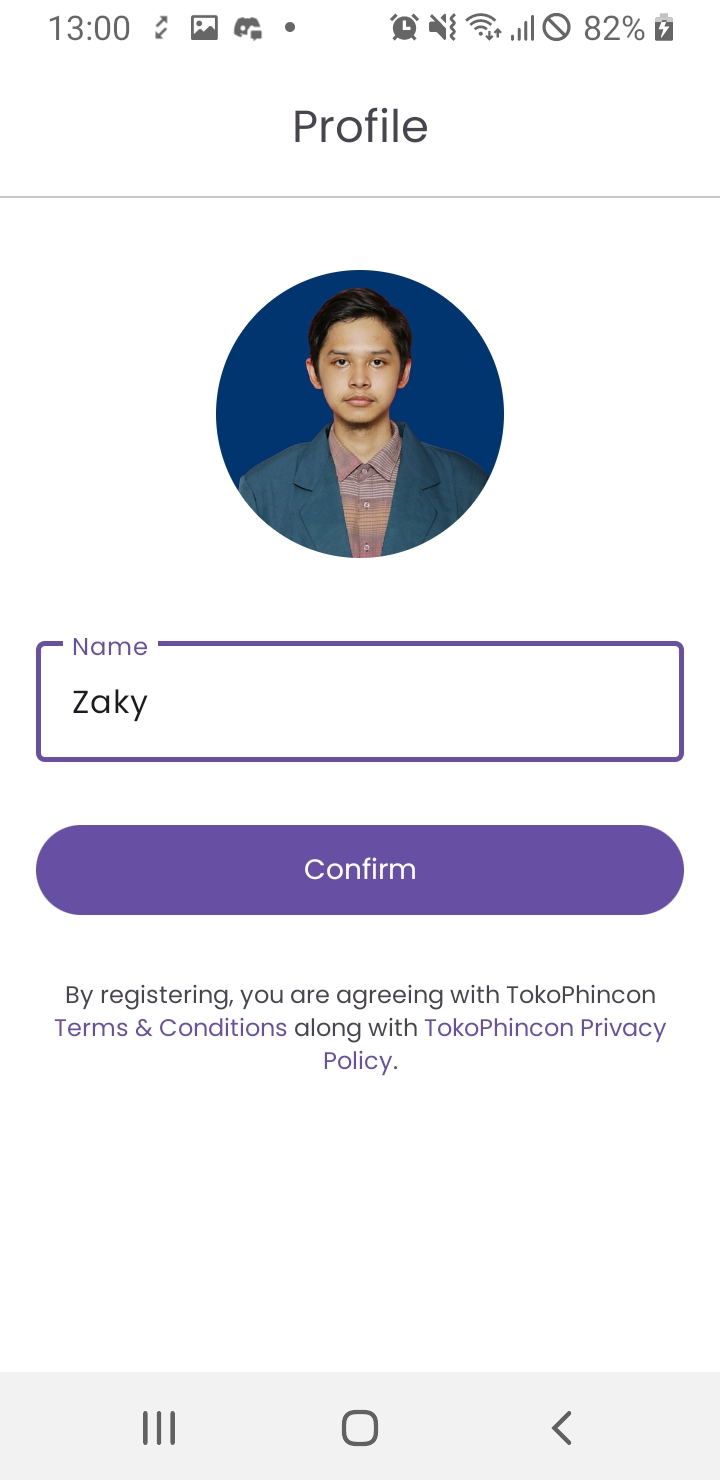 13:00 82%
Profile
Name
Zaky
Confirm
By registering, you are agreeing with TokoPhincon
Terms & Conditions along with TokoPhincon Privacy
Policy.